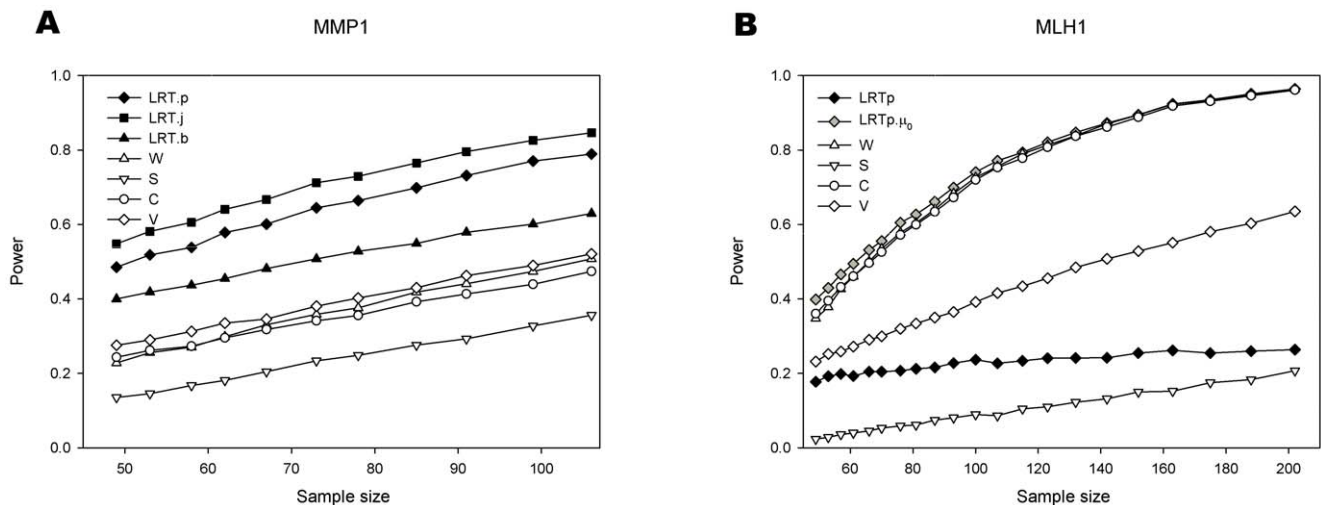 A
MMP1
1.0
0.8
0.6
0.4
0.2
0.0
Power
LRT.p
LRT.j
LRT.b
W
S
C
V
50
60
70
80
90
100
Sample size
B
MLH1
1.0
0.8
0.6
0.4
0.2
0.0
Power
LRTp
LRTp.μ₀
W
S
C
V
60
80
100
120
140
160
180
200
Sample size